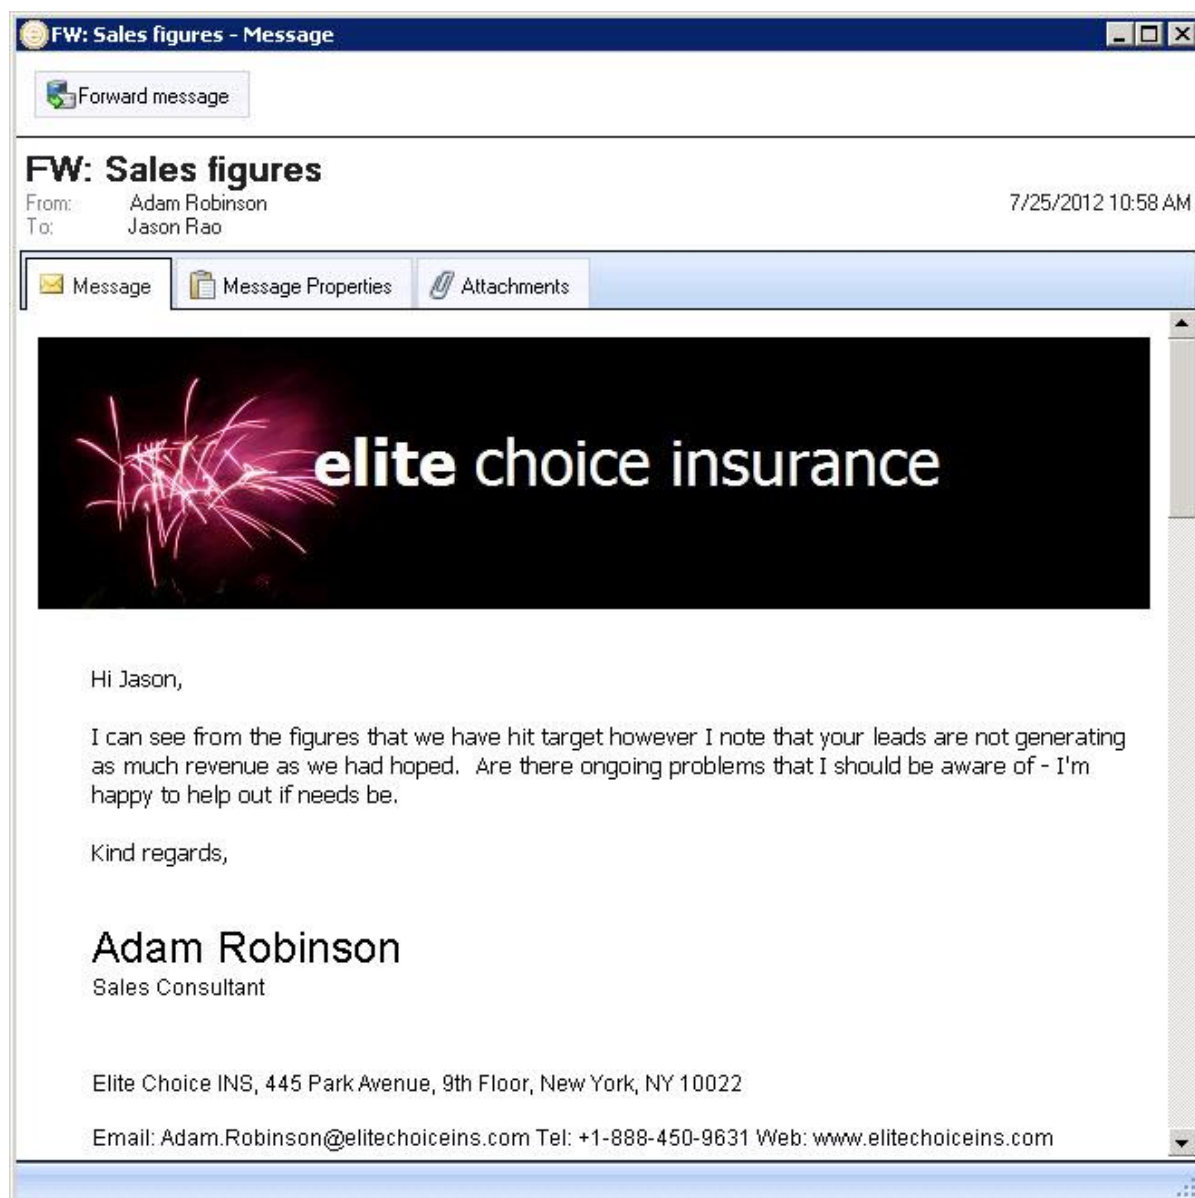 FW: Sales figures - Message
Forward message
FW: Sales figures
From: Adam Robinson 7/25/2012 10:58 AM
To: Jason Rao
Message Message Properties Attachments
elite choice insurance
Hi Jason,
I can see from the figures that we have hit target however I note that your leads are not generating
as much revenue as we had hoped.  Are there ongoing problems that I should be aware of - I'm
happy to help out if needs be.
Kind regards,
Adam Robinson
Sales Consultant
Elite Choice INS, 445 Park Avenue, 9th Floor, New York, NY 10022
Email: Adam.Robinson@elitechoiceins.com Tel: +1-888-450-9631 Web: www.elitechoiceins.com